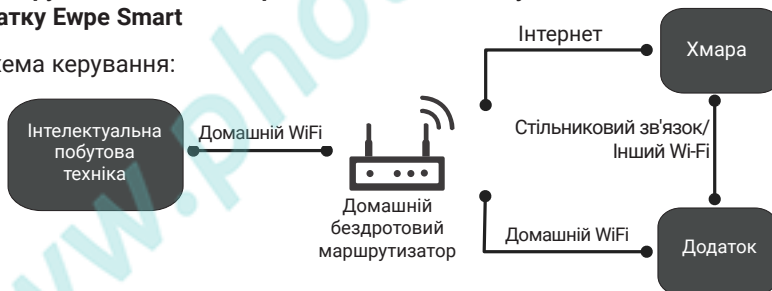 атку Ewpe Smart
хема керування:
Інтернет
Хмара
Інтелектуальна
побутова
техніка
Домашній WiFi
Стільниковий зв'язок/
Інший Wi-Fi
Домашній
бездротовий
маршрутизатор
Домашній WiFi
Додаток